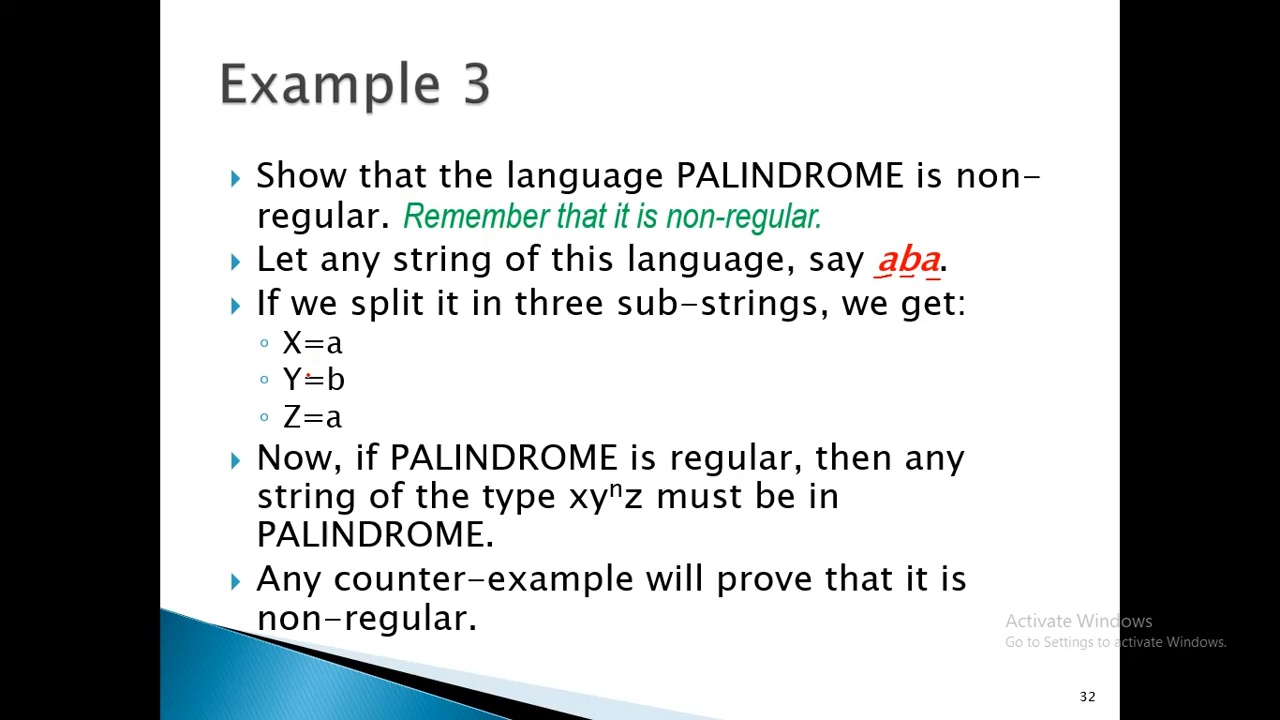 Example 3
Show that the language PALINDROME is non-
regular. Remember that it is non-regular.
Let any string of this language, say aba.
If we split it in three sub-strings, we get:
X=a
Y=b
Z=a
Now, if PALINDROME is regular, then any
string of the type xyⁿz must be in
PALINDROME.
Any counter-example will prove that it is
non-regular.
Activate Windows
Go to Settings to activate Windows.
32